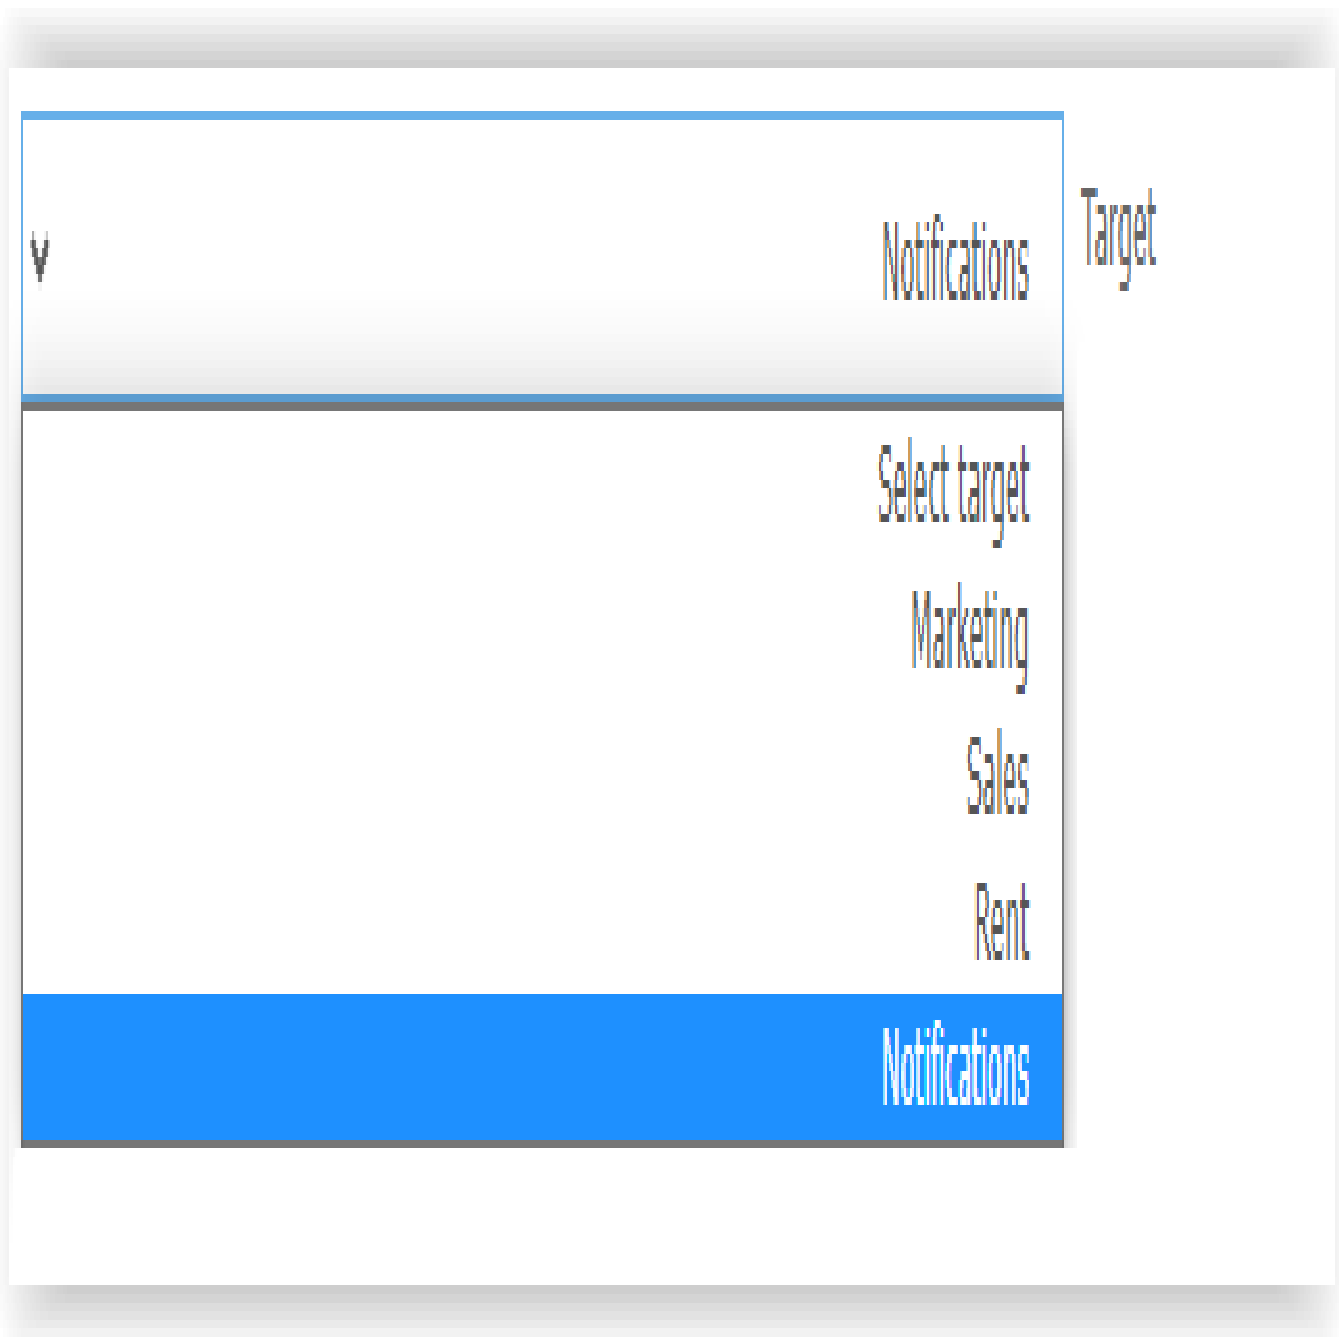 Target
Notifications
Select target
Marketing
Sales
Rent
Notifications